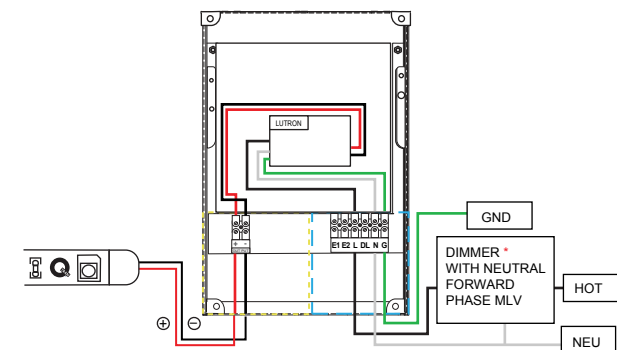 LUTRON
+ -
E1 E2 L DL N G
GND
DIMMER *
WITH NEUTRAL
FORWARD
PHASE MLV
HOT
NEU
Q
+ −